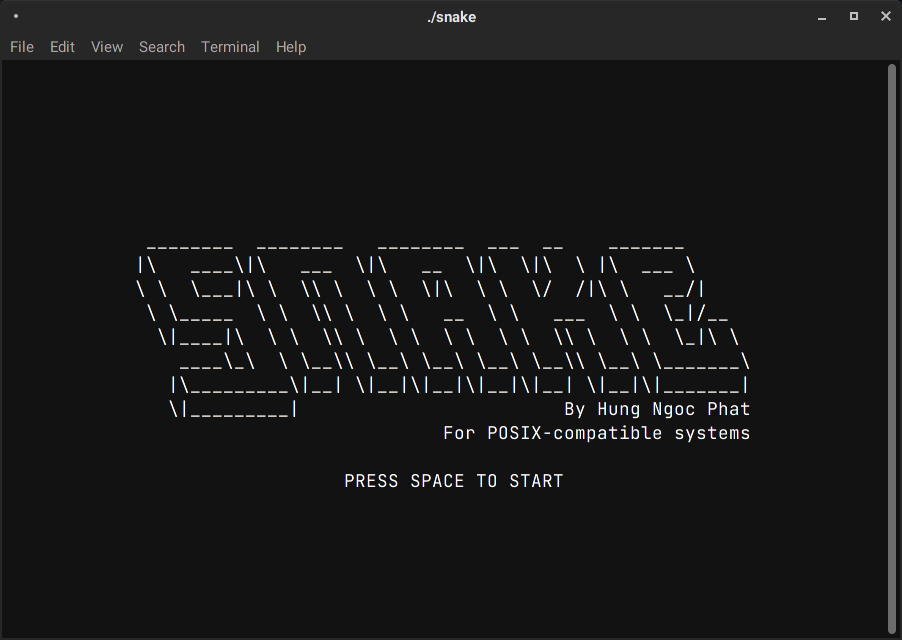 ./snake
File Edit View Search Terminal Help
SNAKE
By Hung Ngoc Phat
For POSIX-compatible systems
PRESS SPACE TO START